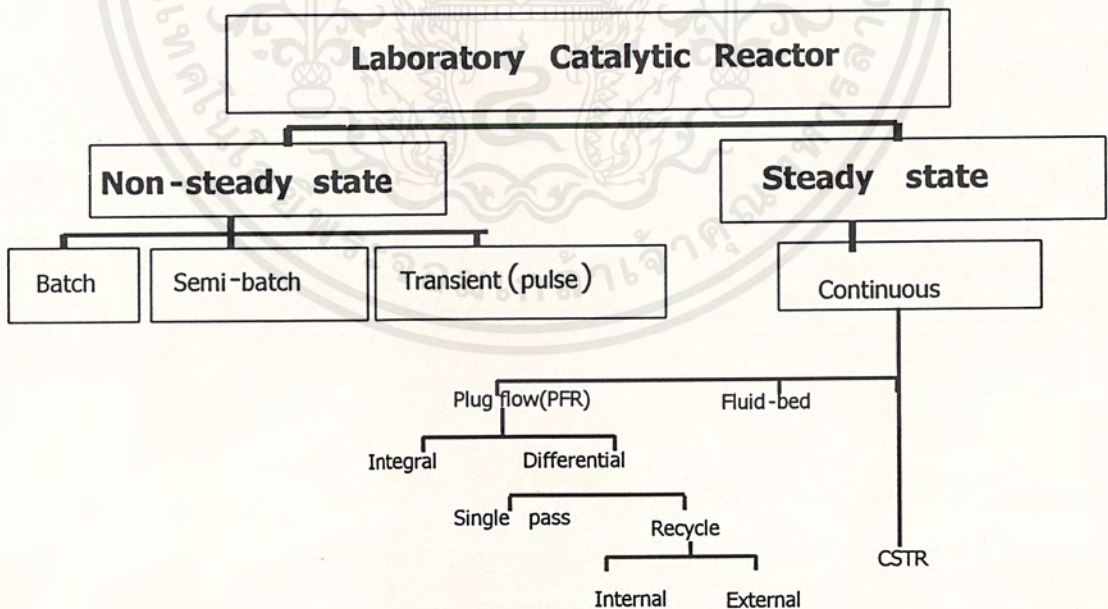 Laboratory Catalytic Reactor
Non-steady state
Steady state
Batch
Semi-batch
Transient (pulse)
Continuous
Plug flow(PFR)
Fluid-bed
Integral
Differential
Single pass
Recycle
CSTR
Internal
External